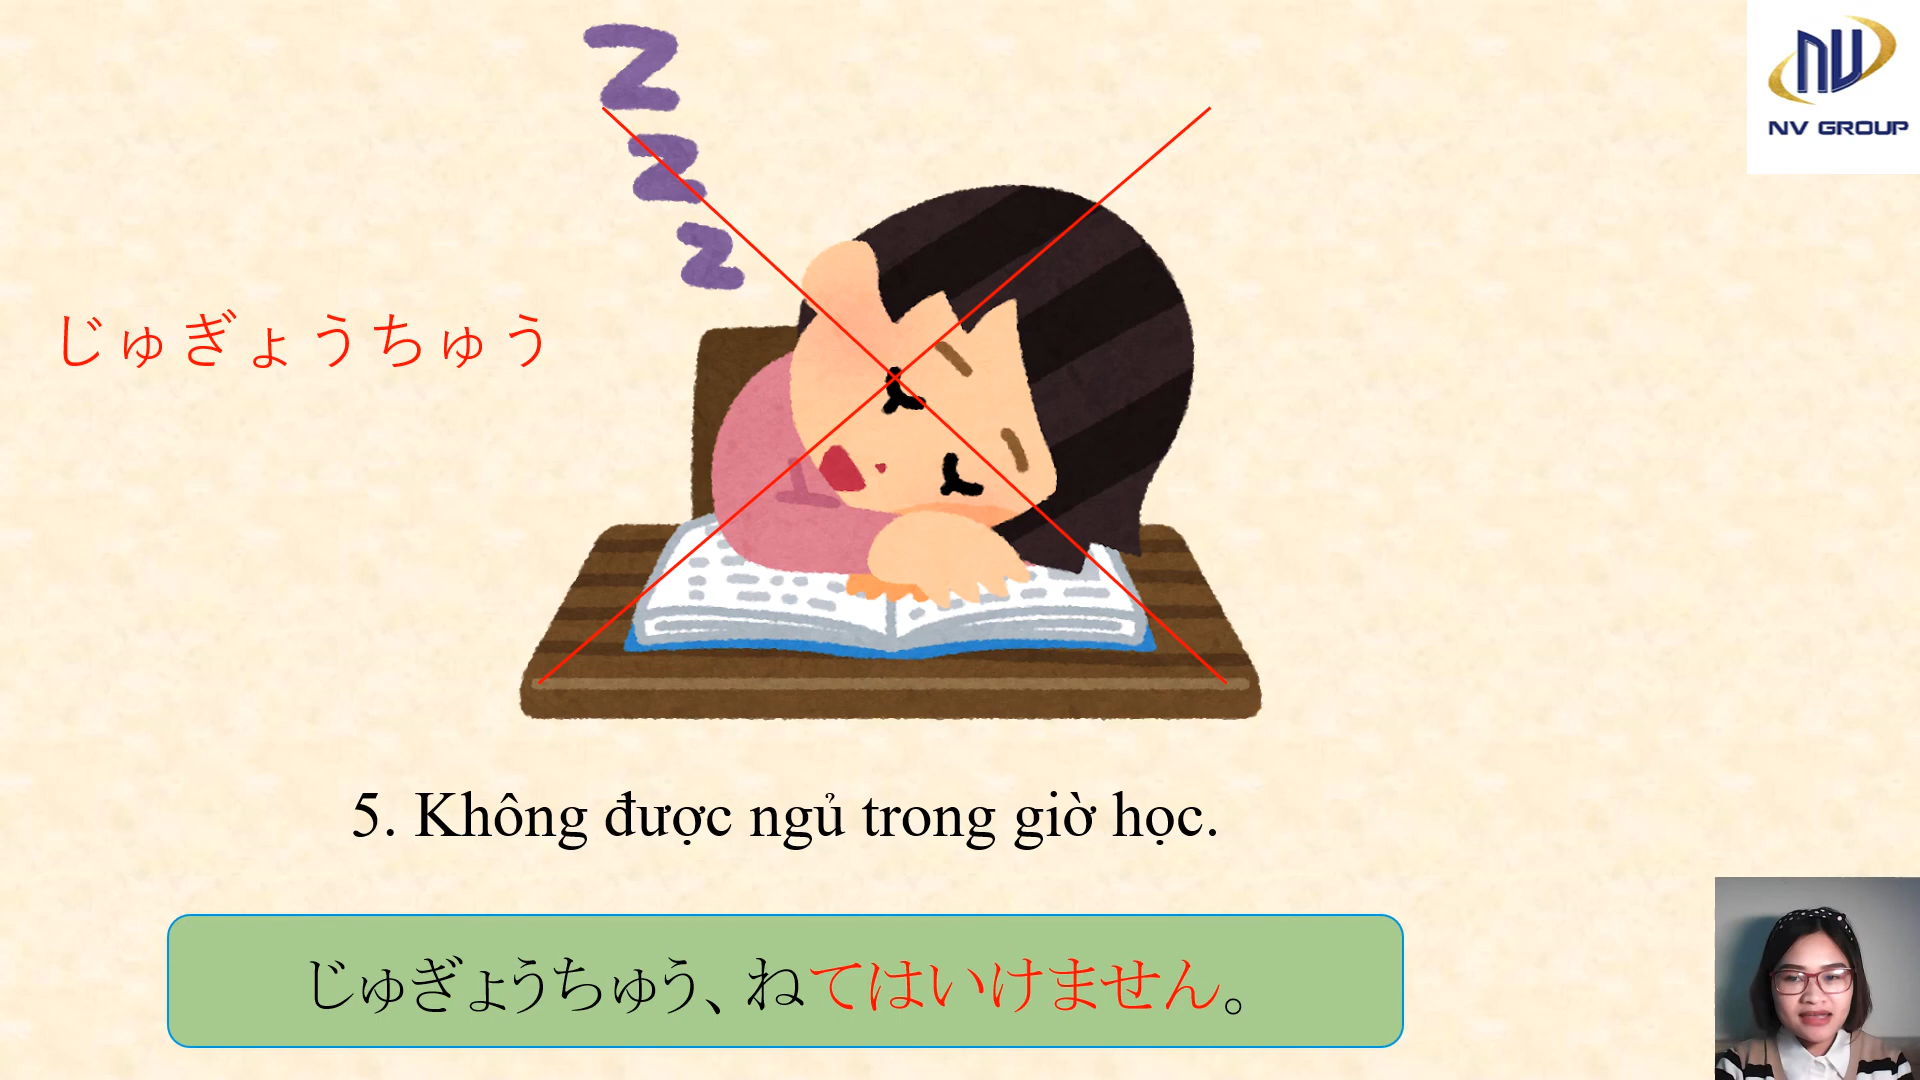 Z
Z
Z
NV
NV GROUP
じゅぎょうちゅう
5. Không được ngủ trong giờ học.
じゅぎょうちゅう、ねてはいけません。